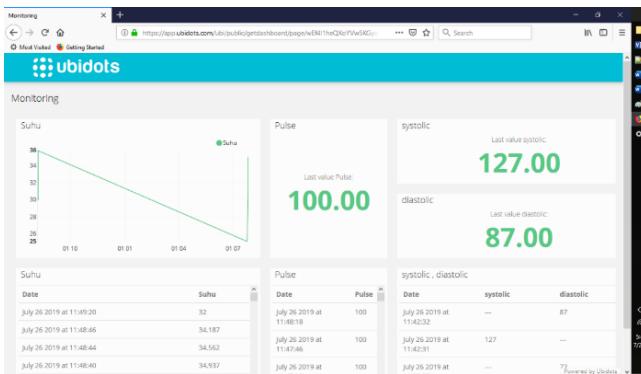 Monitoring
https://app.ubidots.com/ubi/public/getdashboard/page/
Search
Most Visited Getting Started
ubidots
Monitoring
Suhu
Suhu
36
34
32
30
28
26
25
01 10 01 01 01 04 01 07
Pulse
Last value Pulse:
100.00
systolic
Last value systolic:
127.00
diastolic
Last value diastolic:
87.00
Suhu
Date Suhu
July 26 2019 at 11:49:20 32
July 26 2019 at 11:48:46 34.187
July 26 2019 at 11:48:44 34.562
July 26 2019 at 11:48:40 34.937
Pulse
Date Pulse
July 26 2019 at 100
11:48:18
July 26 2019 at 100
11:47:46
July 26 2019 at 100
systolic , diastolic
Date systolic diastolic
July 26 2019 at --- 87
11:42:32
July 26 2019 at 127 ---
11:42:31
July 26 2019 at --- 72
Powered by Ubidots